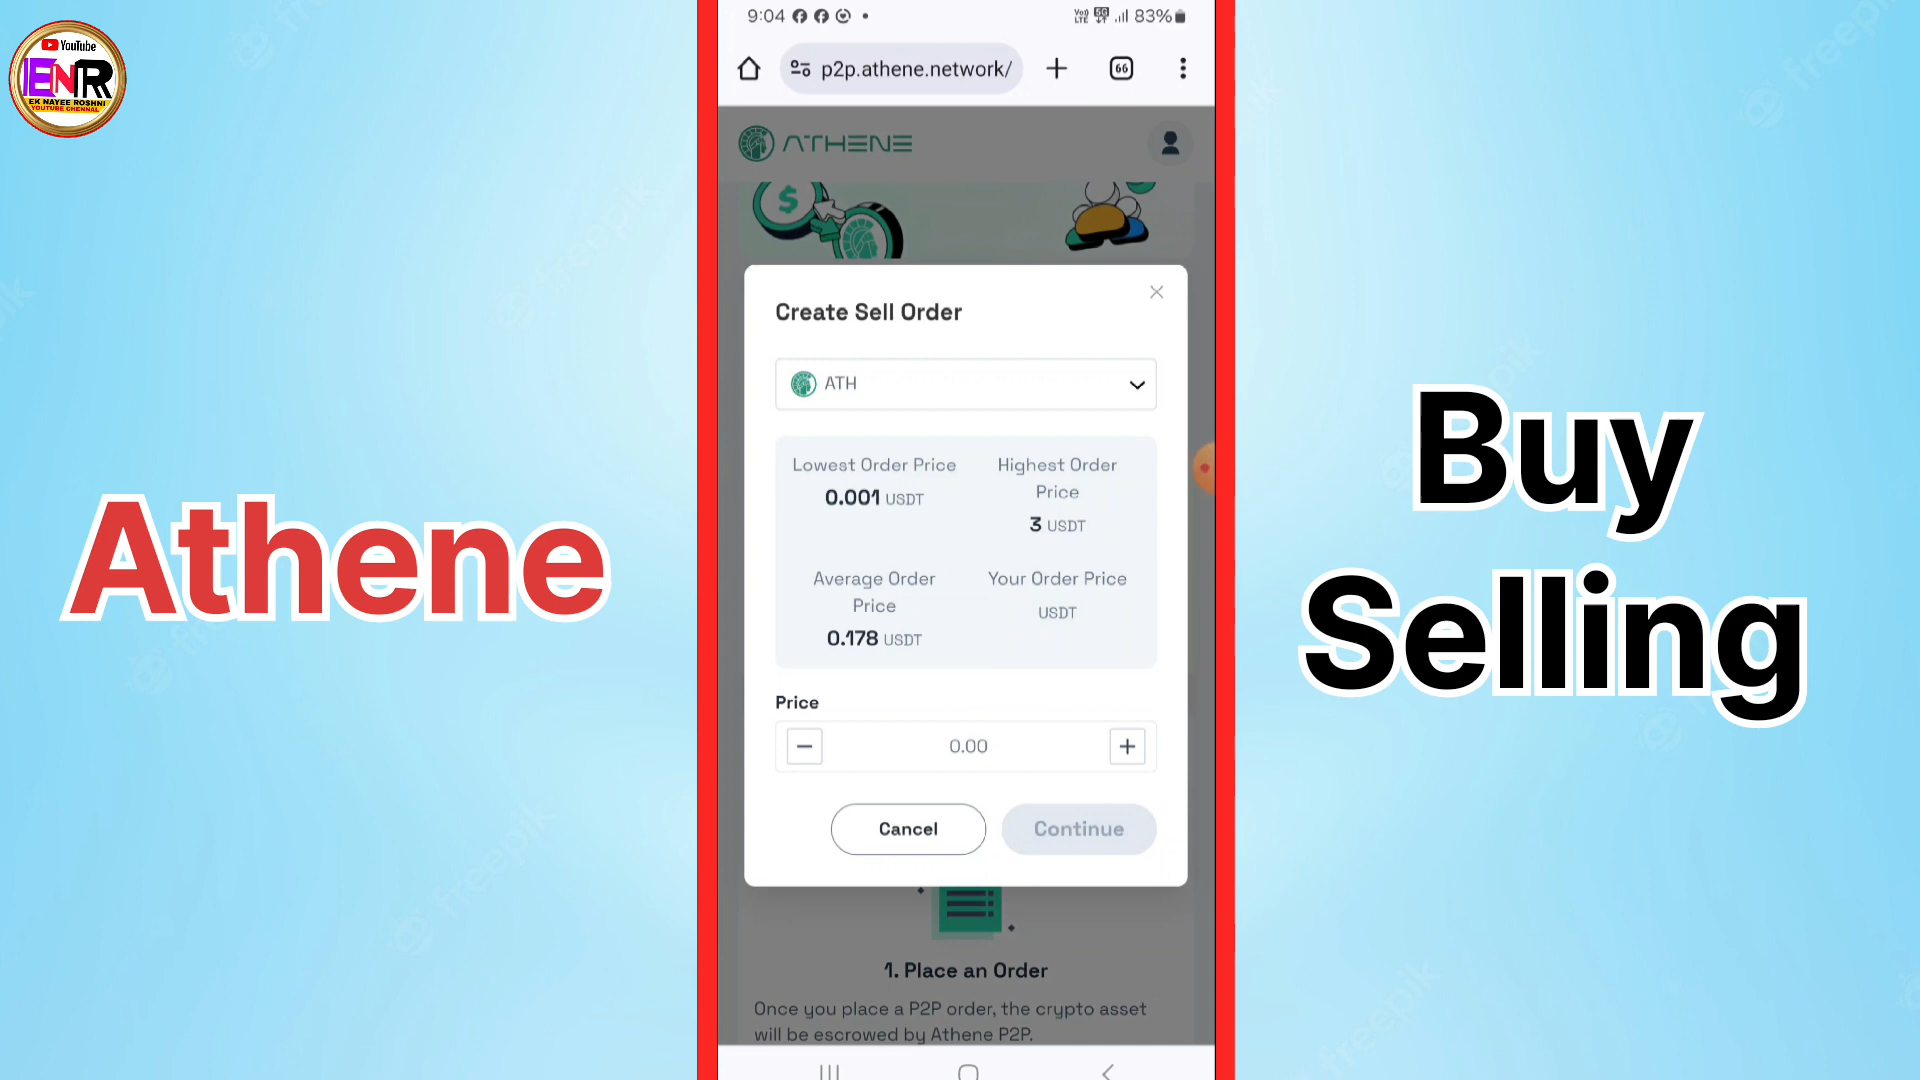 YouTube
ENR
EK NAYEE ROSHNI
YOUTUBE CHENNAL
Athene
9:04
83%
p2p.athene.network/
66
ATHENE
Create Sell Order
ATH
Lowest Order Price
0.001 USDT
Highest Order
Price
3 USDT
Average Order
Price
0.178 USDT
Your Order Price
USDT
Price
0.00
Cancel
Continue
1. Place an Order
Once you place a P2P order, the crypto asset
will be escrowed by Athene P2P.
Buy
Selling
freepik